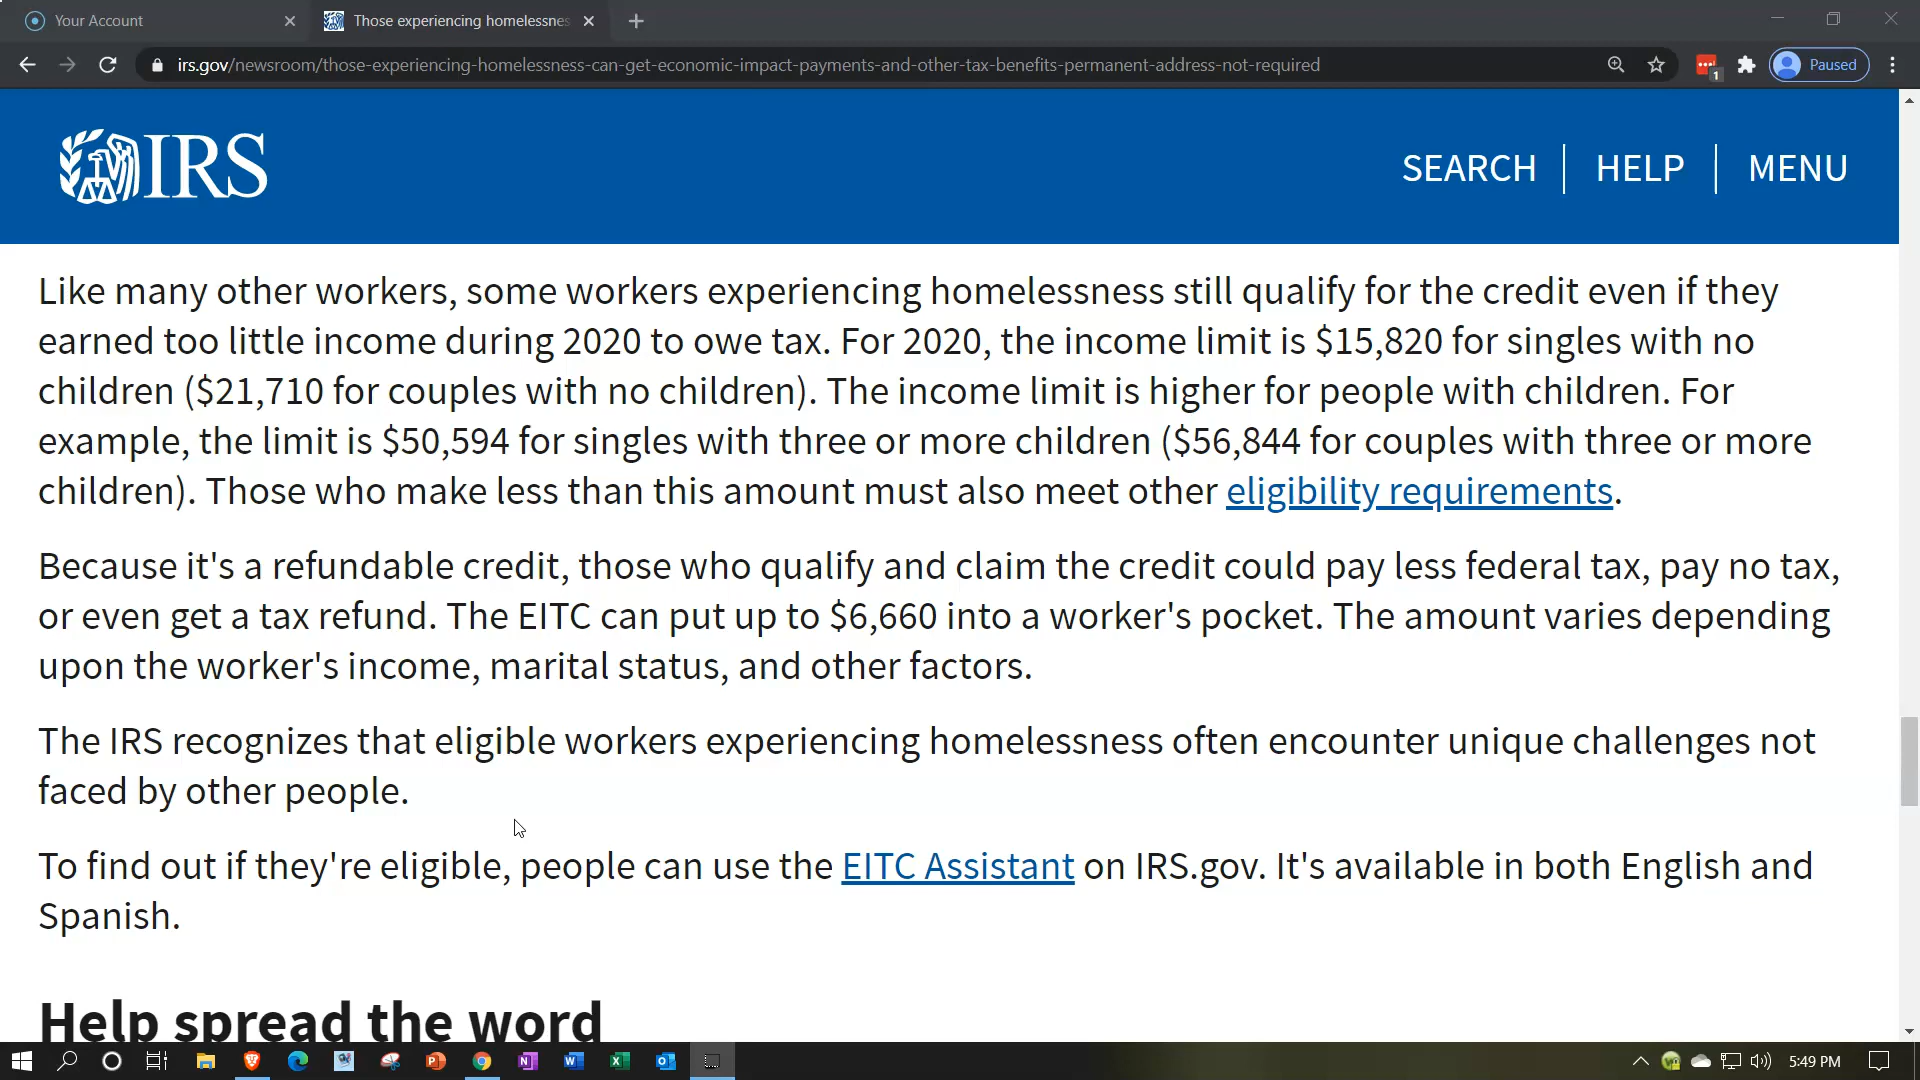 Your Account
Those experiencing homelessnes
irs.gov/newsroom/those-experiencing-homelessness-can-get-economic-impact-payments-and-other-tax-benefits-permanent-address-not-required
1
Paused
IRS
SEARCH
HELP
MENU
Like many other workers, some workers experiencing homelessness still qualify for the credit even if they
earned too little income during 2020 to owe tax. For 2020, the income limit is $15,820 for singles with no
children ($21,710 for couples with no children). The income limit is higher for people with children. For
example, the limit is $50,594 for singles with three or more children ($56,844 for couples with three or more
children). Those who make less than this amount must also meet other eligibility requirements.
Because it's a refundable credit, those who qualify and claim the credit could pay less federal tax, pay no tax,
or even get a tax refund. The EITC can put up to $6,660 into a worker's pocket. The amount varies depending
upon the worker's income, marital status, and other factors.
The IRS recognizes that eligible workers experiencing homelessness often encounter unique challenges not
faced by other people.
To find out if they're eligible, people can use the EITC Assistant on IRS.gov. It's available in both English and
Spanish.
Help spread the word
5:49 PM